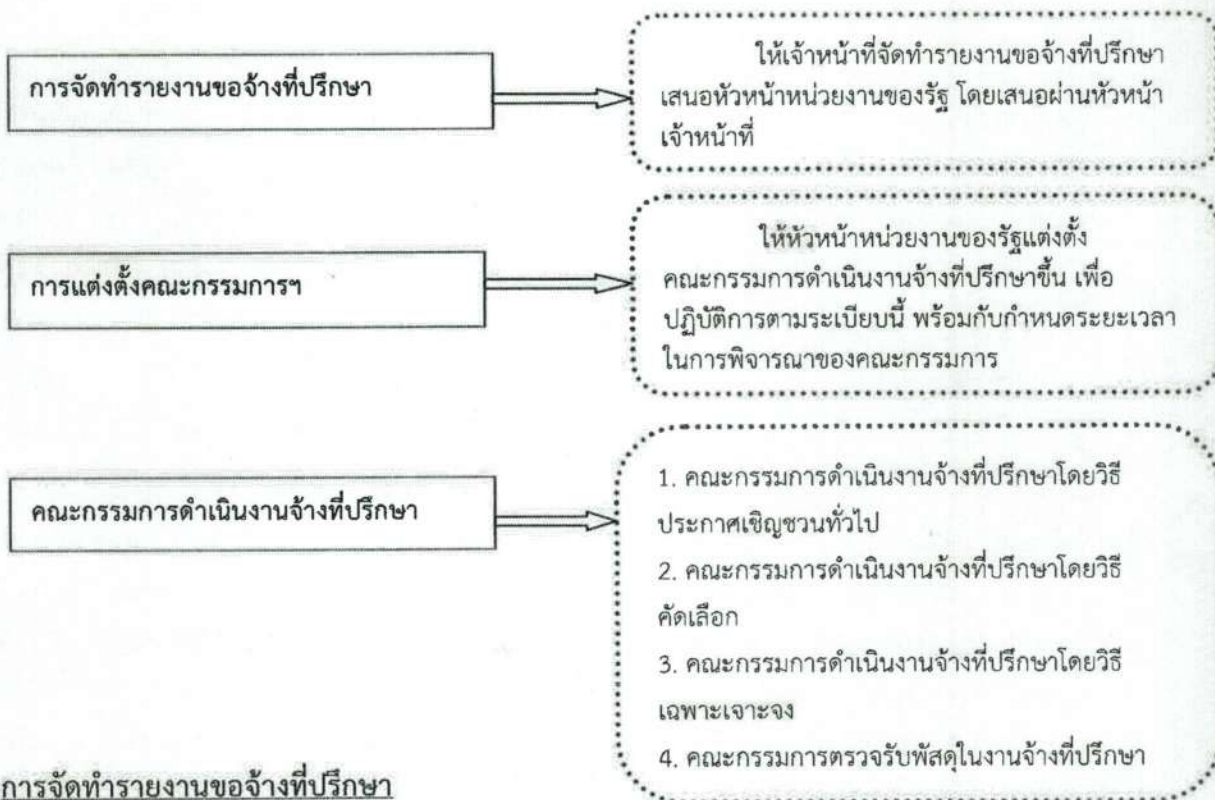 การจัดทำรายงานขอจ้างที่ปรึกษา
ให้เจ้าหน้าที่จัดทำรายงานขอจ้างที่ปรึกษา
เสนอหัวหน้าหน่วยงานของรัฐ โดยเสนอผ่านหัวหน้า
เจ้าหน้าที่
การแต่งตั้งคณะกรรมการฯ
ให้หัวหน้าหน่วยงานของรัฐแต่งตั้ง
คณะกรรมการดำเนินงานจ้างที่ปรึกษาขึ้น เพื่อ
ปฏิบัติการตามระเบียบนี้ พร้อมกับกำหนดระยะเวลา
ในการพิจารณาของคณะกรรมการ
คณะกรรมการดำเนินงานจ้างที่ปรึกษา
1. คณะกรรมการดำเนินงานจ้างที่ปรึกษาโดยวิธี
ประกาศเชิญชวนทั่วไป
2. คณะกรรมการดำเนินงานจ้างที่ปรึกษาโดยวิธี
คัดเลือก
3. คณะกรรมการดำเนินงานจ้างที่ปรึกษาโดยวิธี
เฉพาะเจาะจง
4. คณะกรรมการตรวจรับพัสดุในงานจ้างที่ปรึกษา
การจัดทำรายงานขอจ้างที่ปรึกษา